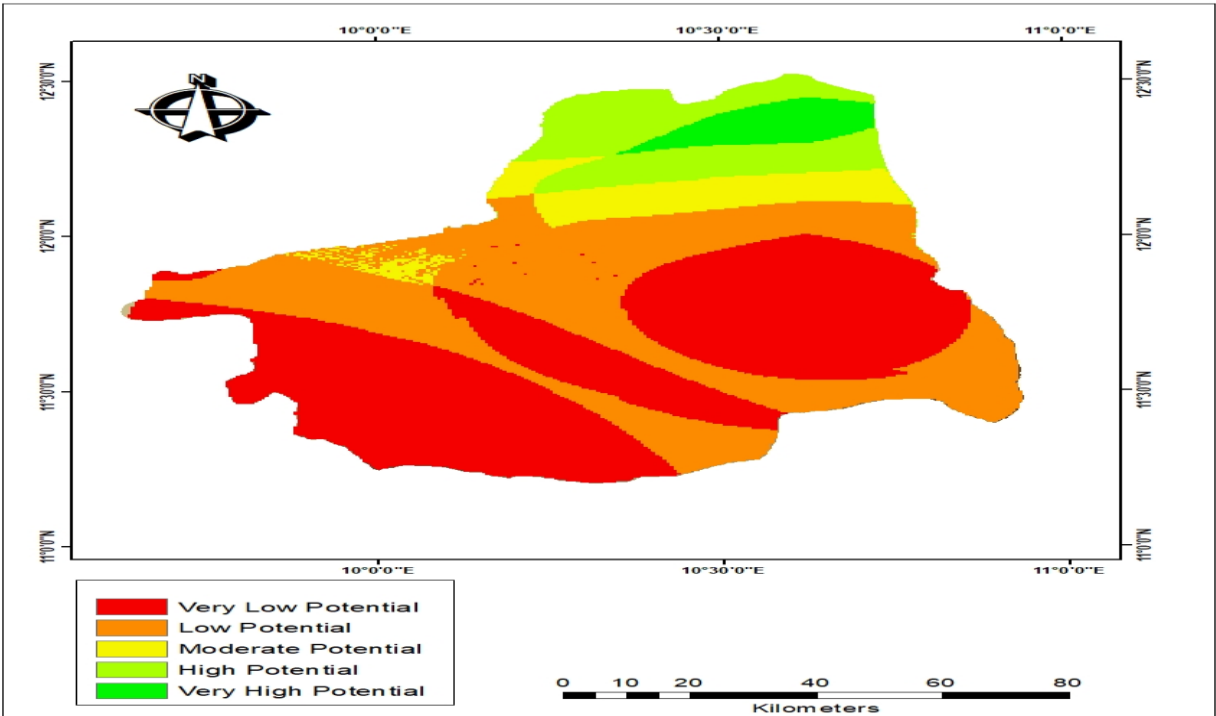 10°0'0"E 10°30'0"E 11°0'0"E
N
12°30'0"N 12°30'0"N
12°0'0"N 12°0'0"N
11°30'0"N 11°30'0"N
11°0'0"N 11°0'0"N
10°0'0"E 10°30'0"E 11°0'0"E
Very Low Potential
Low Potential
Moderate Potential
High Potential
Very High Potential
0 10 20 40 60 80
Kilometers